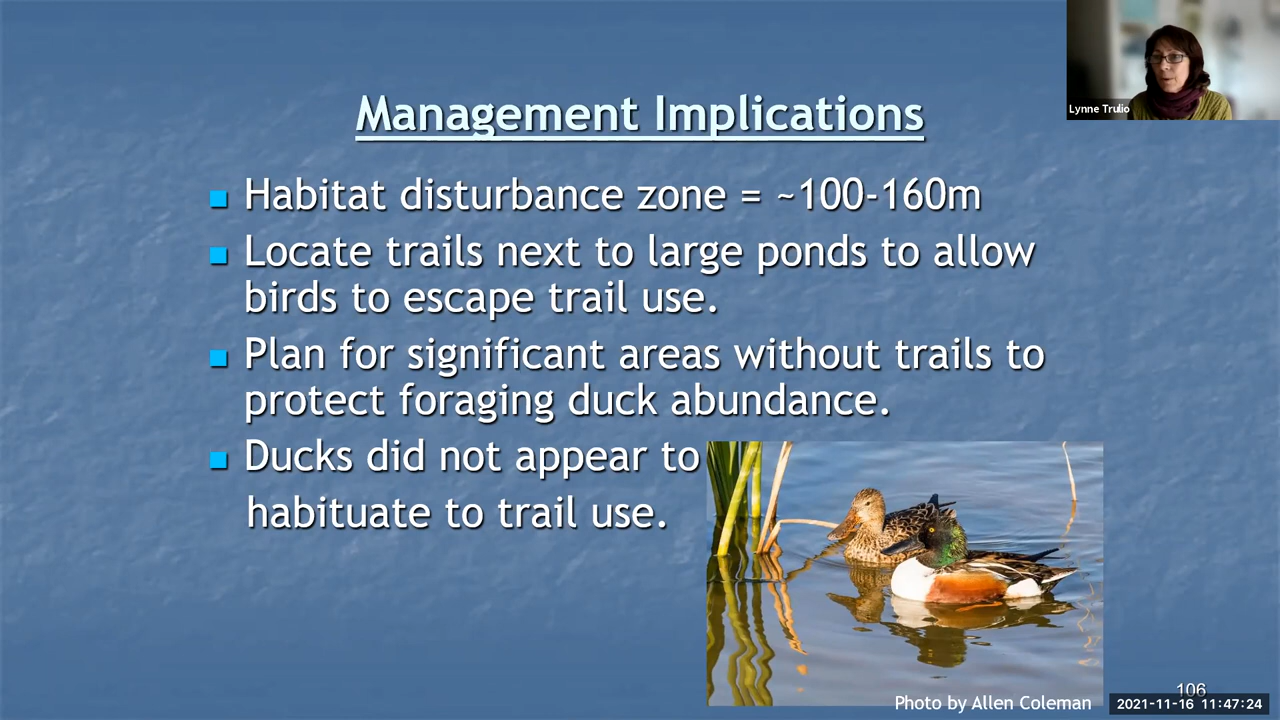 Lynne Trulio
Management Implications
Habitat disturbance zone = ~100-160m
Locate trails next to large ponds to allow
birds to escape trail use.
Plan for significant areas without trails to
protect foraging duck abundance.
Ducks did not appear to
habituate to trail use.
Photo by Allen Coleman
106
2021-11-16 11:47:24